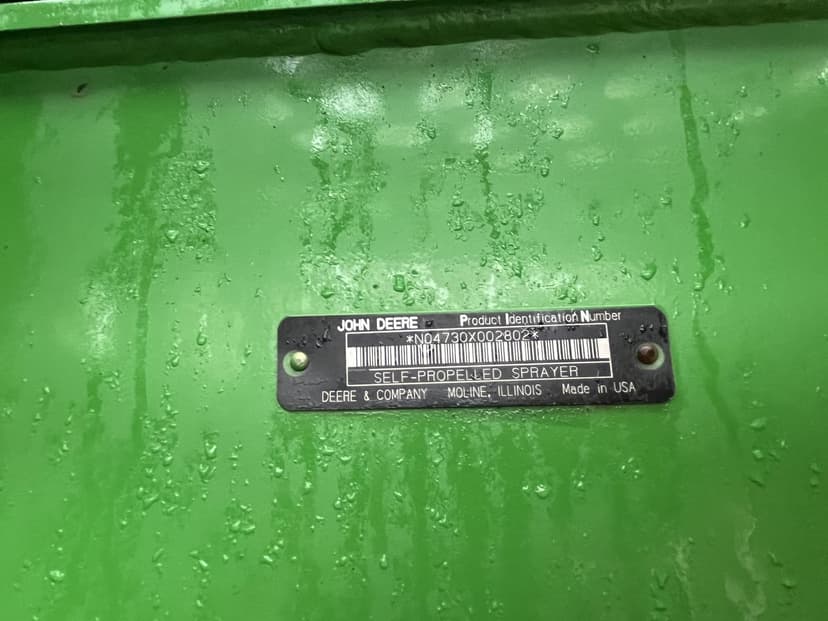 JOHN DEERE Product Identification Number
*N04730X002802*
SELF-PROPELLED SPRAYER
DEERE & COMPANY MOLINE, ILLINOIS Made in USA